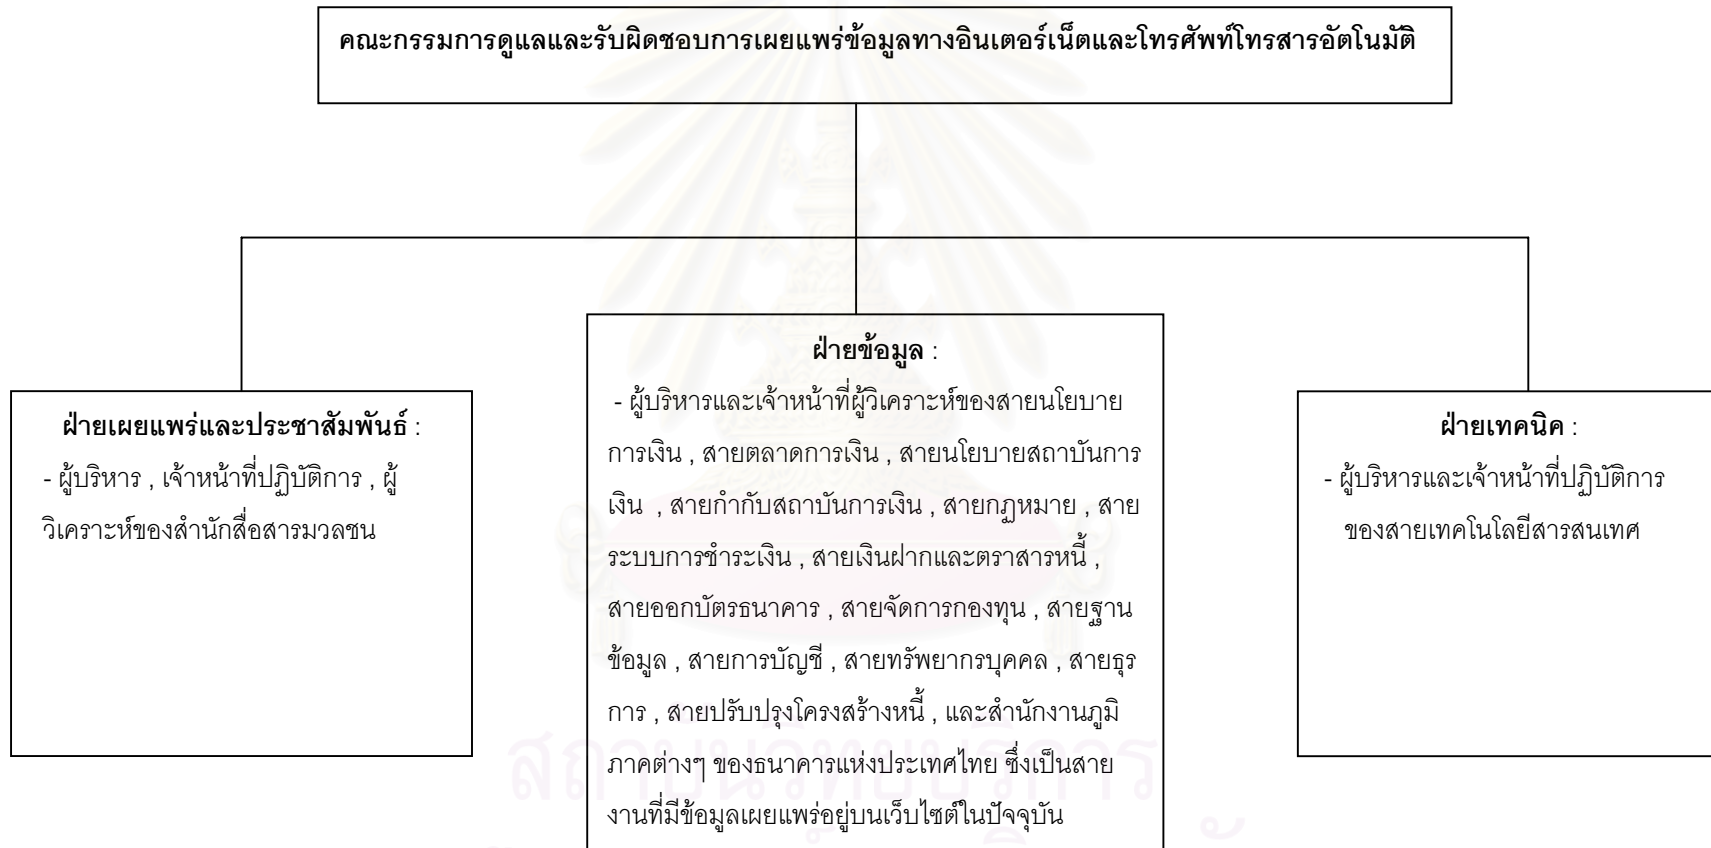 คณะกรรมการดูแลและรับผิดชอบการเผยแพร่ข้อมูลทางอินเตอร์เน็ตและโทรศัพท์โทรสารอัตโนมัติ
ฝ่ายเผยแพร่และประชาสัมพันธ์ :
- ผู้บริหาร , เจ้าหน้าที่ปฏิบัติการ , ผู้
วิเคราะห์ของสำนักสื่อสารมวลชน
ฝ่ายข้อมูล :
- ผู้บริหารและเจ้าหน้าที่ผู้วิเคราะห์ของสายนโยบาย
การเงิน , สายตลาดการเงิน , สายนโยบายสถาบันการ
เงิน , สายกำกับสถาบันการเงิน , สายกฏหมาย , สาย
ระบบการชำระเงิน , สายเงินฝากและตราสารหนี้ ,
สายออกบัตรธนาคาร , สายจัดการกองทุน , สายฐาน
ข้อมูล , สายการบัญชี , สายทรัพยากรบุคคล , สายธุร
การ , สายปรับปรุงโครงสร้างหนี้ , และสำนักงานภูมิ
ภาคต่างๆ ของธนาคารแห่งประเทศไทย ซึ่งเป็นสาย
งานที่มีข้อมูลเผยแพร่อยู่บนเว็บไซต์ในปัจจุบัน
ฝ่ายเทคนิค :
- ผู้บริหารและเจ้าหน้าที่ปฏิบัติการ
ของสายเทคโนโลยีสารสนเทศ
สถาบันวิทยบริการ